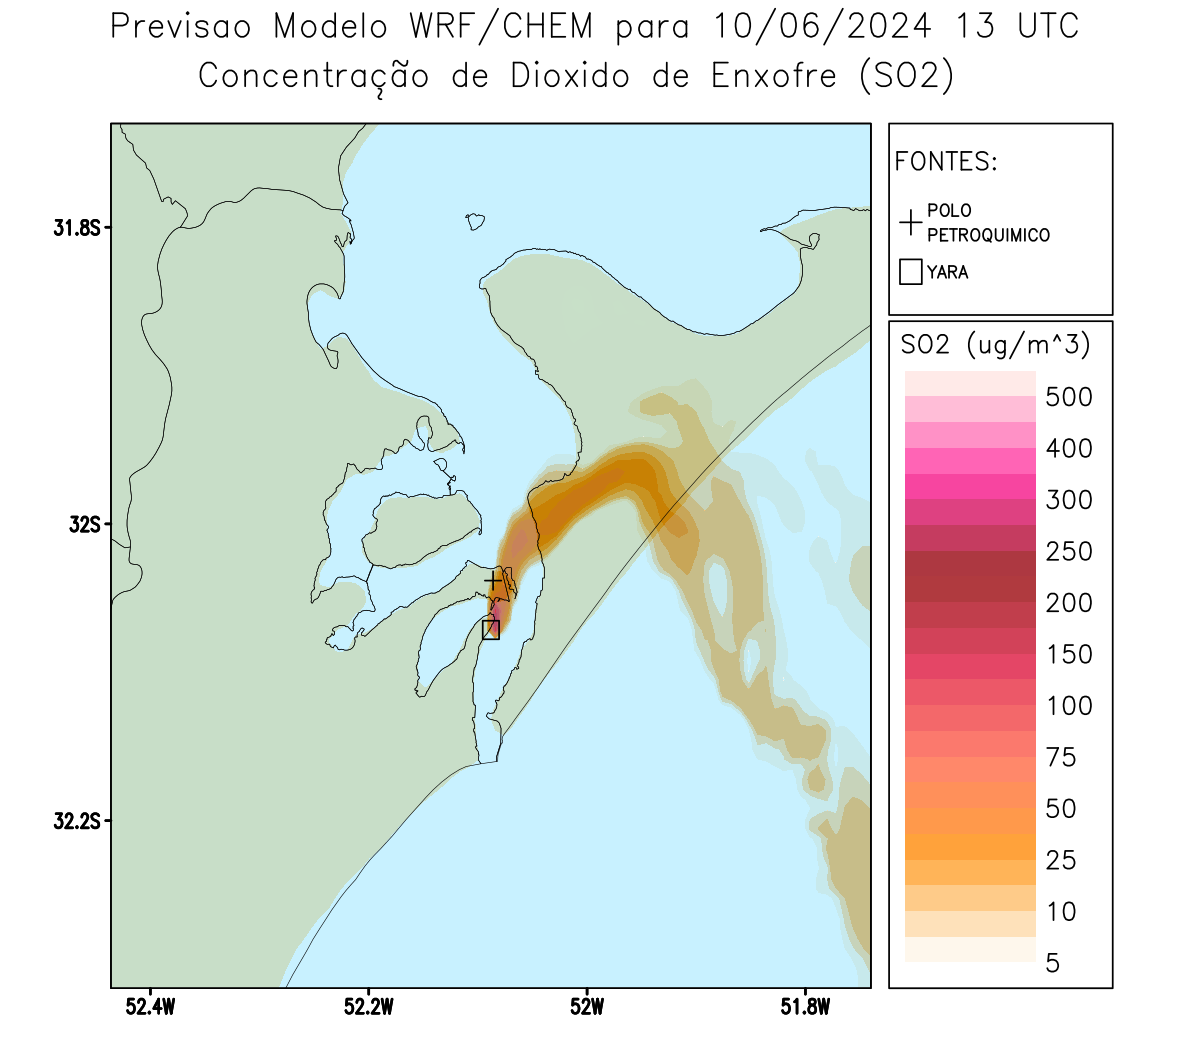 Previsao Modelo WRF/CHEM para 10/06/2024 13 UTC
Concentração de Dioxido de Enxofre (SO2)
FONTES:
POLO
PETROQUIMICO
YARA
31.8S
32S
32.2S
52.4W
52.2W
52W
51.8W
SO2 (ug/m^3)
500
400
300
250
200
150
100
75
50
25
10
5